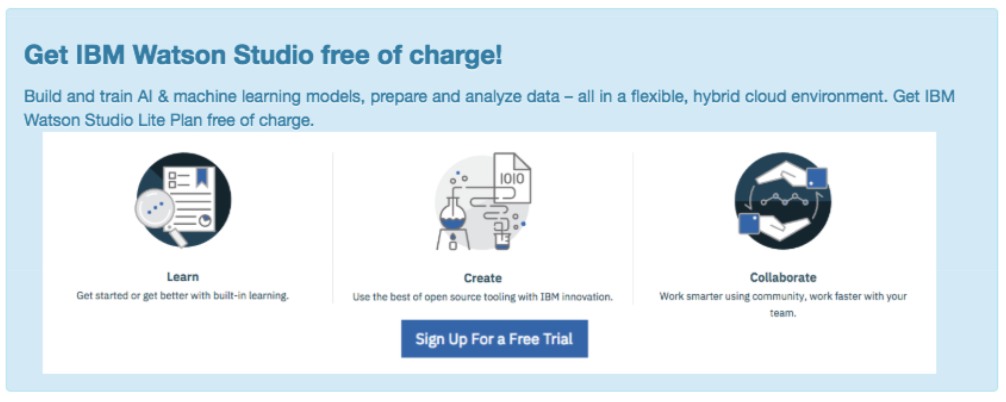 Get IBM Watson Studio free of charge!
Build and train AI & machine learning models, prepare and analyze data – all in a flexible, hybrid cloud environment. Get IBM
Watson Studio Lite Plan free of charge.
IOIO
Learn
Get started or get better with built-in learning.
Create
Use the best of open source tooling with IBM innovation.
Collaborate
Work smarter using community, work faster with your
team.
Sign Up For a Free Trial